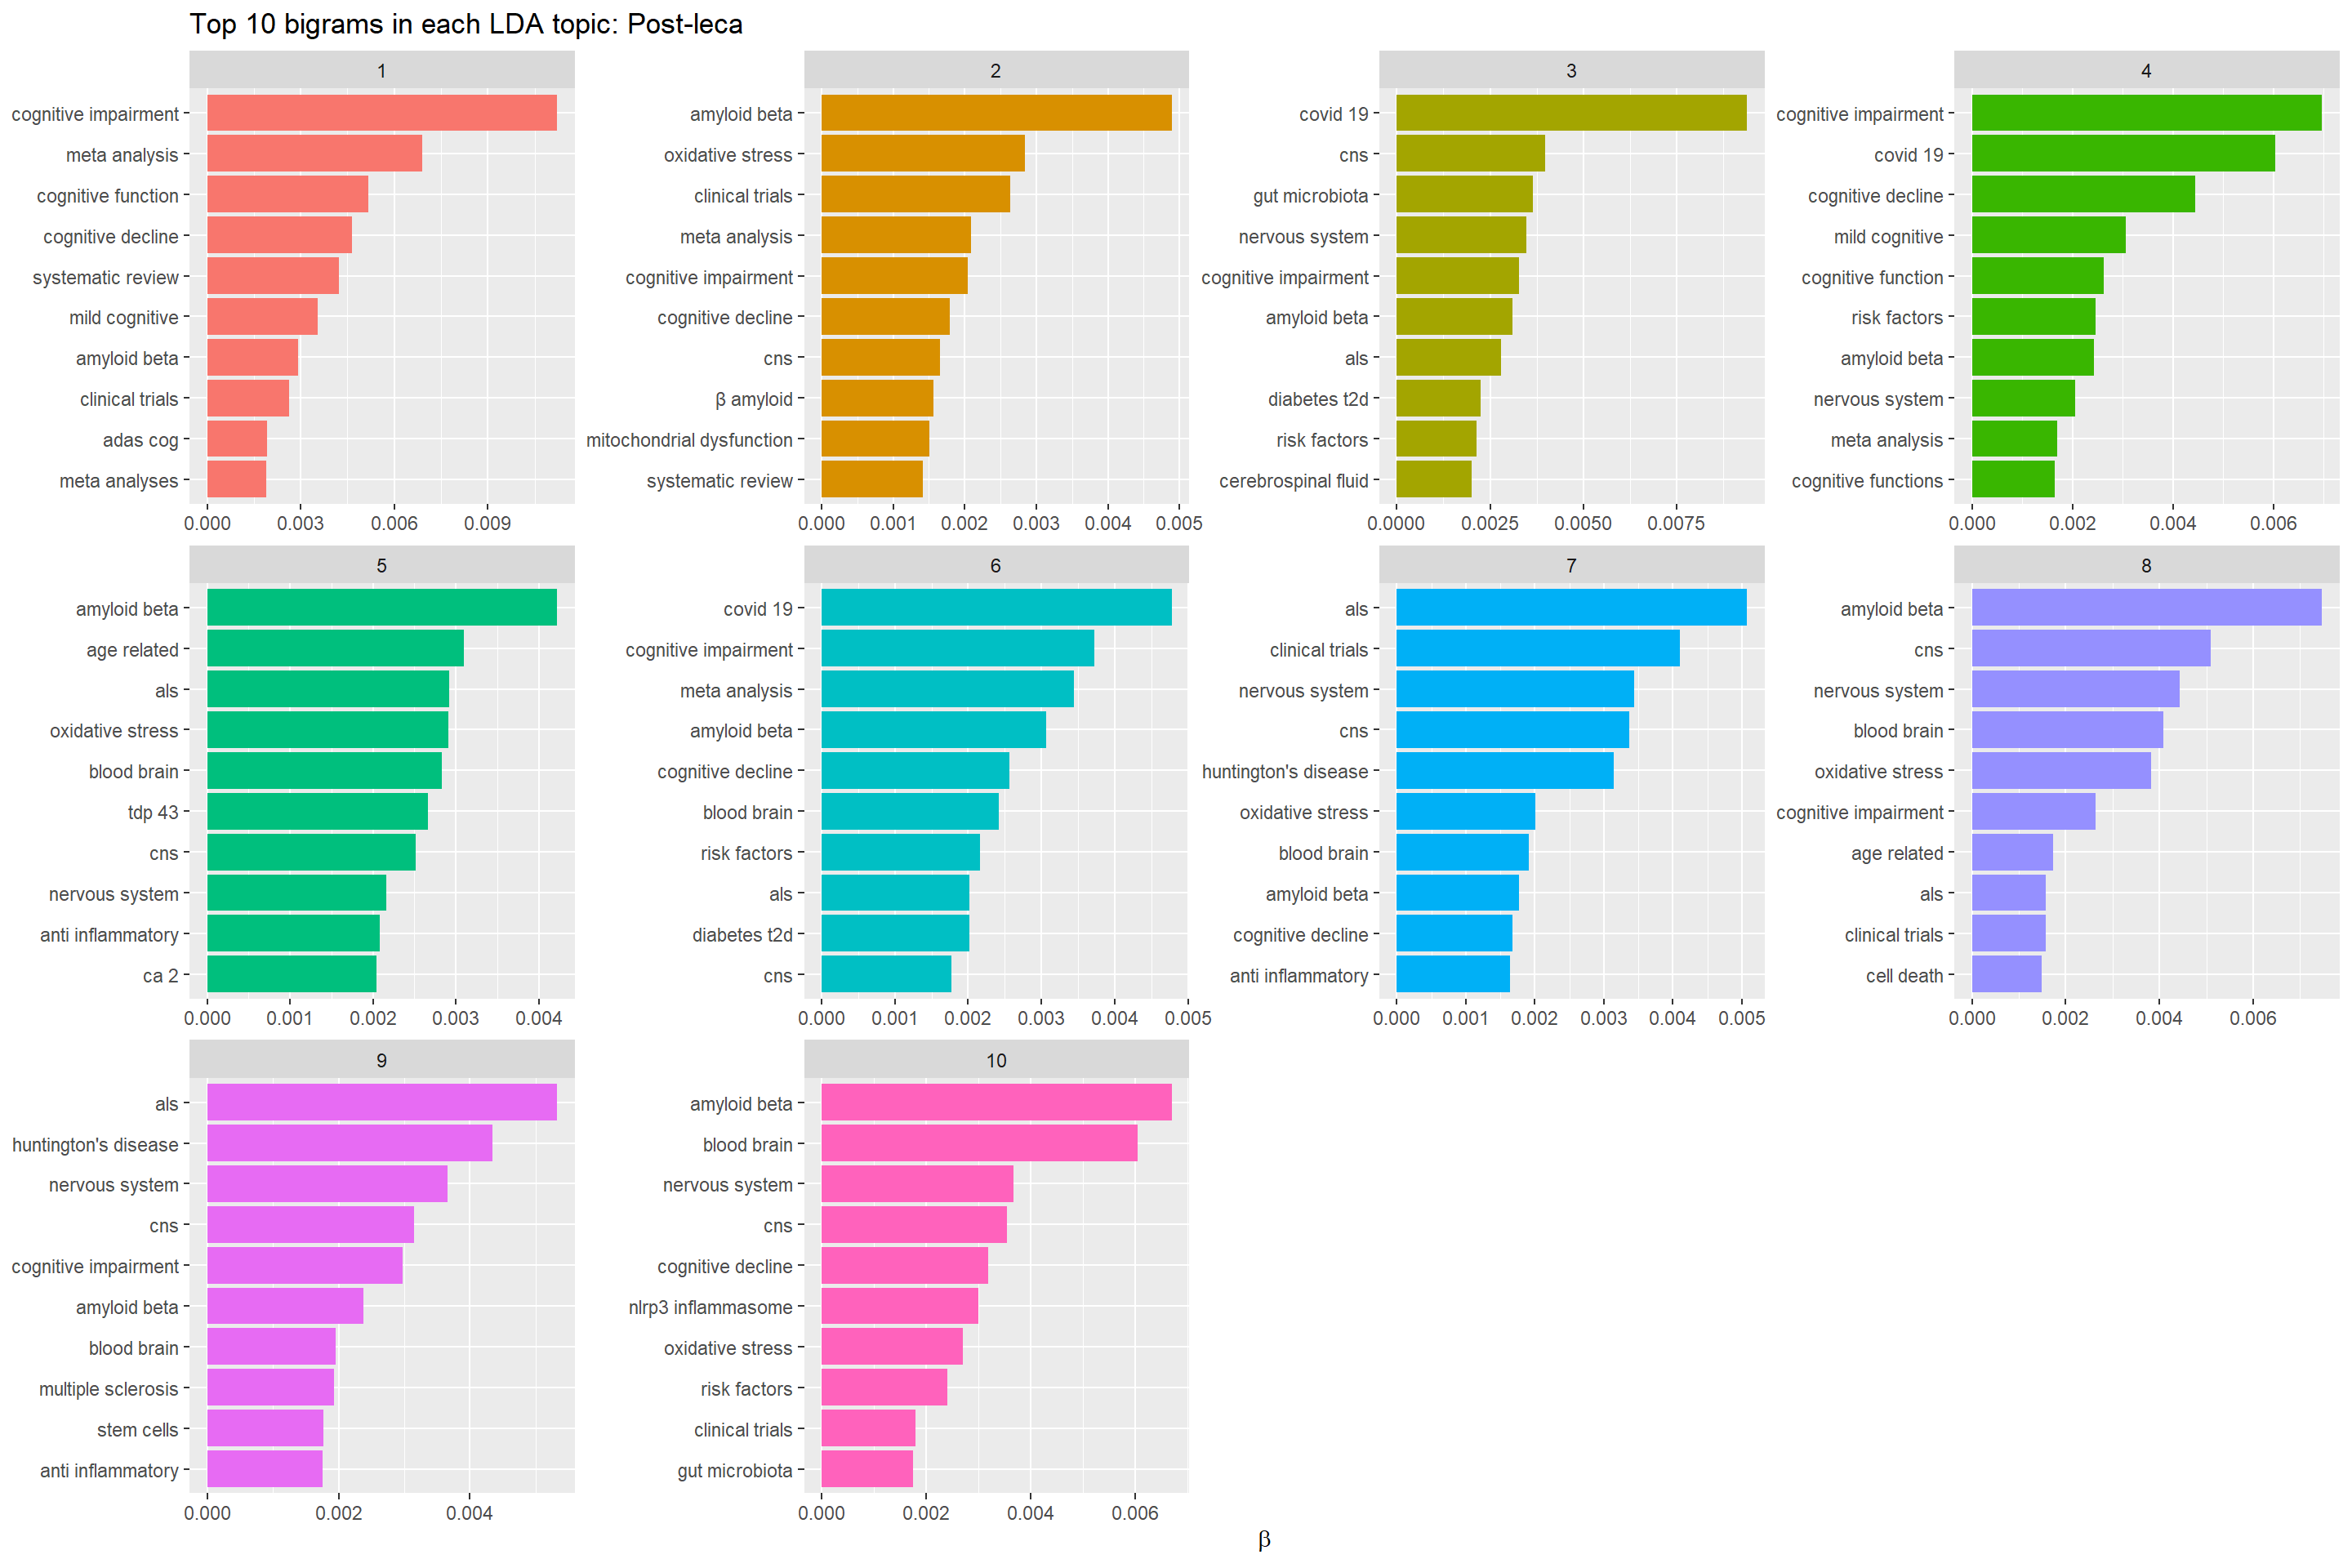 Top 10 bigrams in each LDA topic: Post-leca
1
cognitive impairment
meta analysis
cognitive function
cognitive decline
systematic review
mild cognitive
amyloid beta
clinical trials
adas cog
meta analyses
0.000 0.003 0.006 0.009
2
amyloid beta
oxidative stress
clinical trials
meta analysis
cognitive impairment
cognitive decline
cns
β amyloid
mitochondrial dysfunction
systematic review
0.000 0.001 0.002 0.003 0.004 0.005
3
covid 19
cns
gut microbiota
nervous system
cognitive impairment
amyloid beta
als
diabetes t2d
risk factors
cerebrospinal fluid
0.0000 0.0025 0.0050 0.0075
4
cognitive impairment
covid 19
cognitive decline
mild cognitive
cognitive function
risk factors
amyloid beta
nervous system
meta analysis
cognitive functions
0.000 0.002 0.004 0.006
5
amyloid beta
age related
als
oxidative stress
blood brain
tdp 43
cns
nervous system
anti inflammatory
ca 2
0.000 0.001 0.002 0.003 0.004
6
covid 19
cognitive impairment
meta analysis
amyloid beta
cognitive decline
blood brain
risk factors
als
diabetes t2d
cns
0.000 0.001 0.002 0.003 0.004 0.005
7
als
clinical trials
nervous system
cns
huntington's disease
oxidative stress
blood brain
amyloid beta
cognitive decline
anti inflammatory
0.000 0.001 0.002 0.003 0.004 0.005
8
amyloid beta
cns
nervous system
blood brain
oxidative stress
cognitive impairment
age related
als
clinical trials
cell death
0.000 0.002 0.004 0.006
9
als
huntington's disease
nervous system
cns
cognitive impairment
amyloid beta
blood brain
multiple sclerosis
stem cells
anti inflammatory
0.000 0.002 0.004
10
amyloid beta
blood brain
nervous system
cns
cognitive decline
nlrp3 inflammasome
oxidative stress
risk factors
clinical trials
gut microbiota
0.000 0.002 0.004 0.006
β